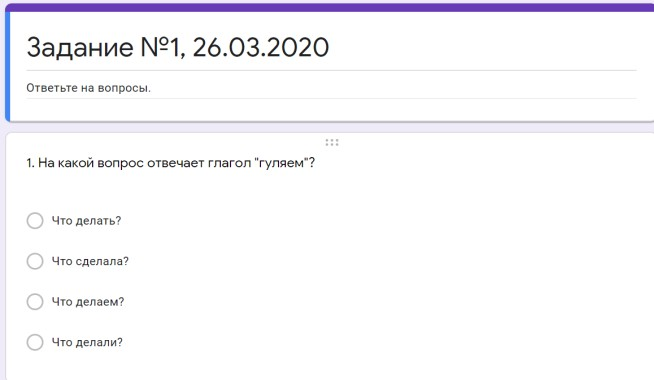 Задание №1, 26.03.2020
Ответьте на вопросы.
1. На какой вопрос отвечает глагол "гуляем"?
Что делать?
Что сделала?
Что делаем?
Что делали?